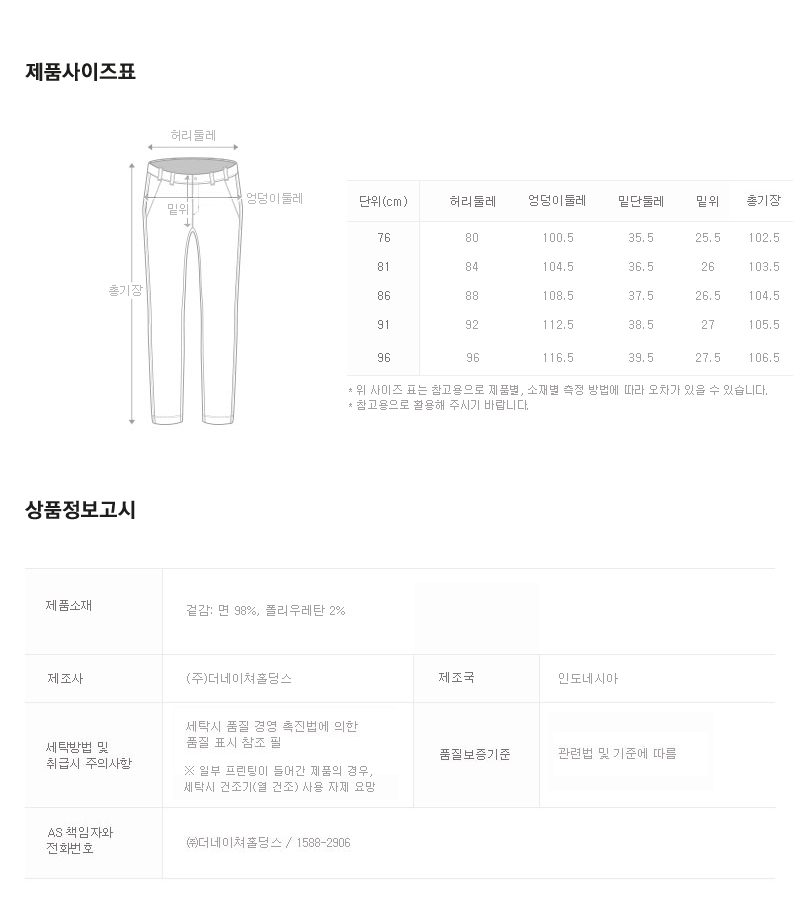 제품사이즈표
허리둘레
엉덩이둘레
밑위
총기장
단위(cm) 허리둘레 엉덩이둘레 밑단둘레 밑위 총기장
76 80 100.5 35.5 25.5 102.5
81 84 104.5 36.5 26 103.5
86 88 108.5 37.5 26.5 104.5
91 92 112.5 38.5 27 105.5
96 96 116.5 39.5 27.5 106.5
* 위 사이즈 표는 참고용으로 제품별, 소재별 측정 방법에 따라 오차가 있을 수 있습니다.
* 참고용으로 활용해 주시기 바랍니다.
상품정보고시
제품소재 겉감: 면 98%, 폴리우레탄 2%
제조사 (주)더네이쳐홀딩스 제조국 인도네시아
세탁방법 및
취급시 주의사항
세탁시 품질 경영 촉진법에 의한
품질 표시 참조 필
※ 일부 프린팅이 들어간 제품의 경우,
세탁시 건조기(열 건조) 사용 자제 요망
품질보증기준 관련법 및 기준에 따름
AS 책임자와
전화번호
㈜더네이쳐홀딩스 / 1588-2906